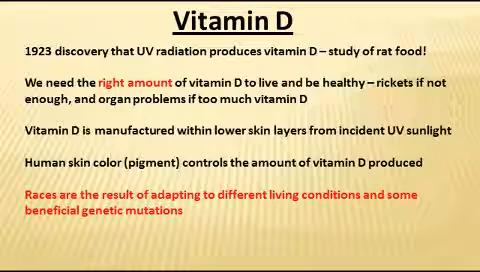 Vitamin D
1923 discovery that UV radiation produces vitamin D – study of rat food!
We need the right amount of vitamin D to live and be healthy – rickets if not
enough, and organ problems if too much vitamin D
Vitamin D is manufactured within lower skin layers from incident UV sunlight
Human skin color (pigment) controls the amount of vitamin D produced
Races are the result of adapting to different living conditions and some
beneficial genetic mutations